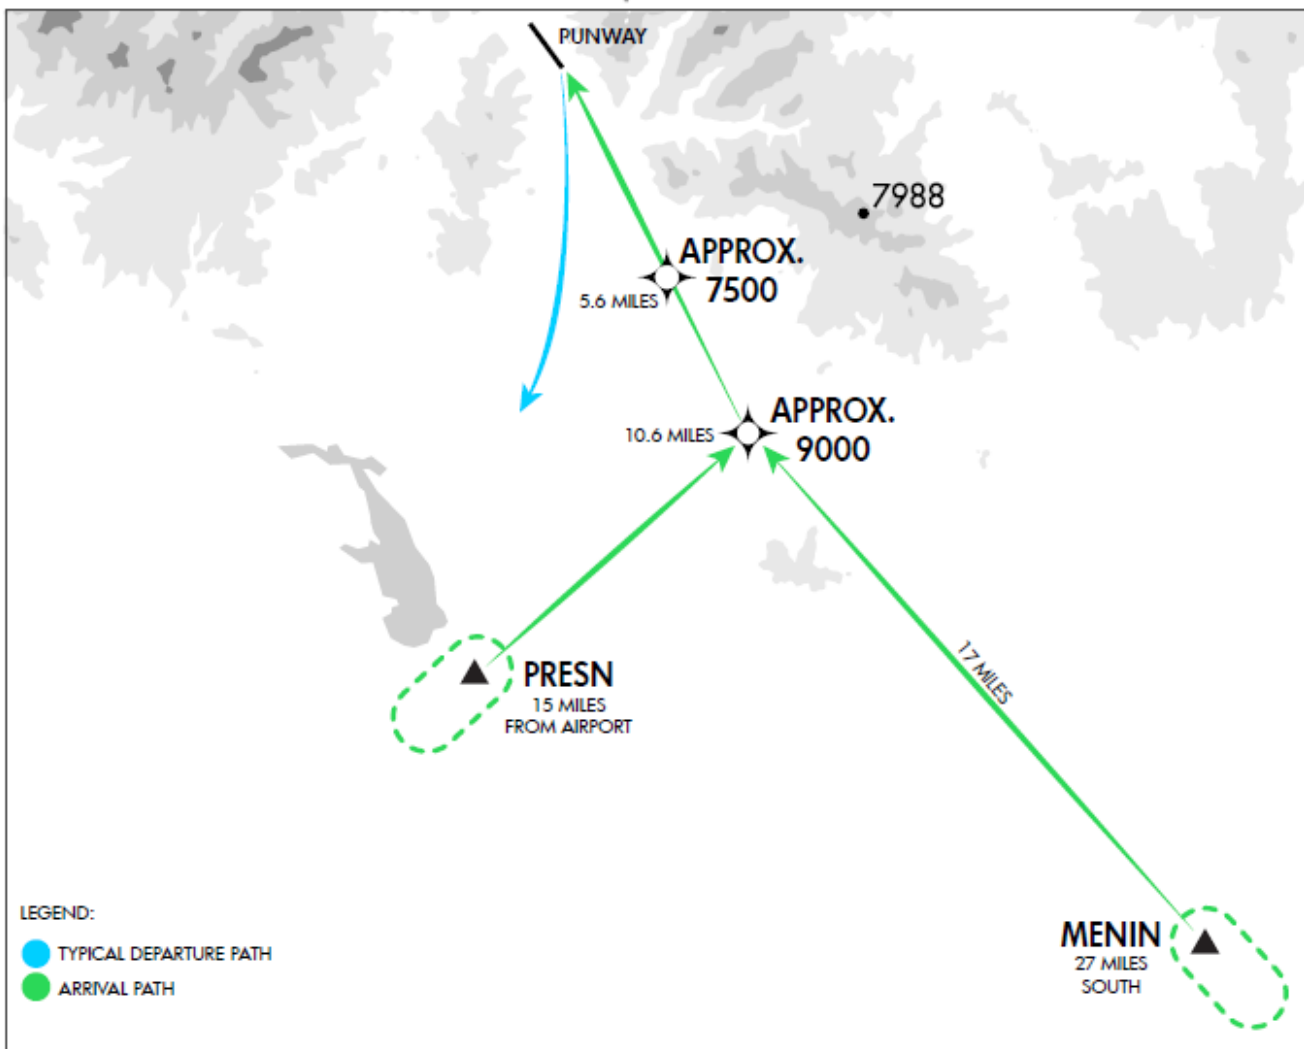 PUNWAY
7988
APPROX.
7500
5.6 MILES
APPROX.
9000
10.6 MILES
17 MILES
PRESN
15 MILES
FROM AIRPORT
MENIN
27 MILES
SOUTH
LEGEND:
TYPICAL DEPARTURE PATH
ARRIVAL PATH